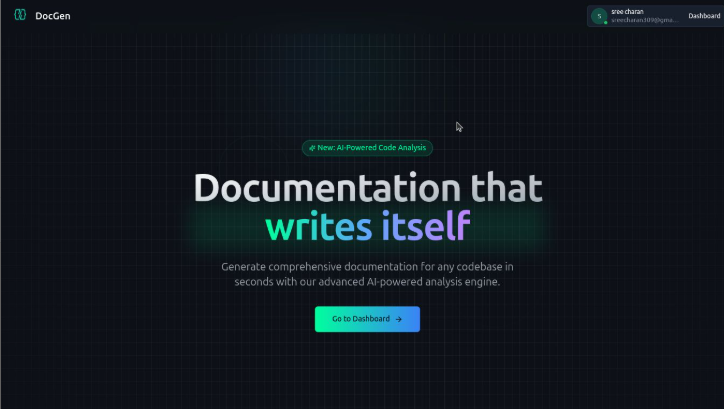 DocGen
S
sree charan
sreecharan309@gma...
Dashboard
New: AI-Powered Code Analysis
Documentation that
writes itself
Generate comprehensive documentation for any codebase in
seconds with our advanced AI-powered analysis engine.
Go to Dashboard →